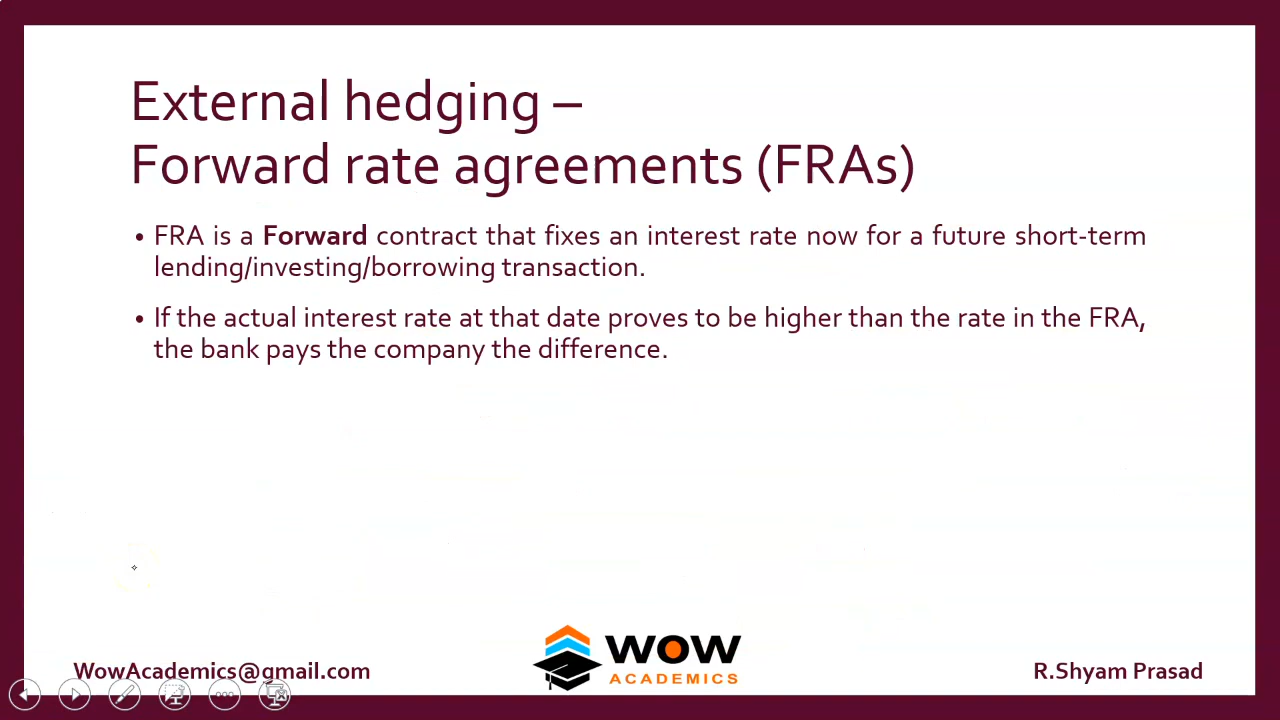 External hedging –
Forward rate agreements (FRAs)
• FRA is a Forward contract that fixes an interest rate now for a future short-term
lending/investing/borrowing transaction.
• If the actual interest rate at that date proves to be higher than the rate in the FRA,
the bank pays the company the difference.
WOW
ACADEMICS
WowAcademics@gmail.com
R.Shyam Prasad